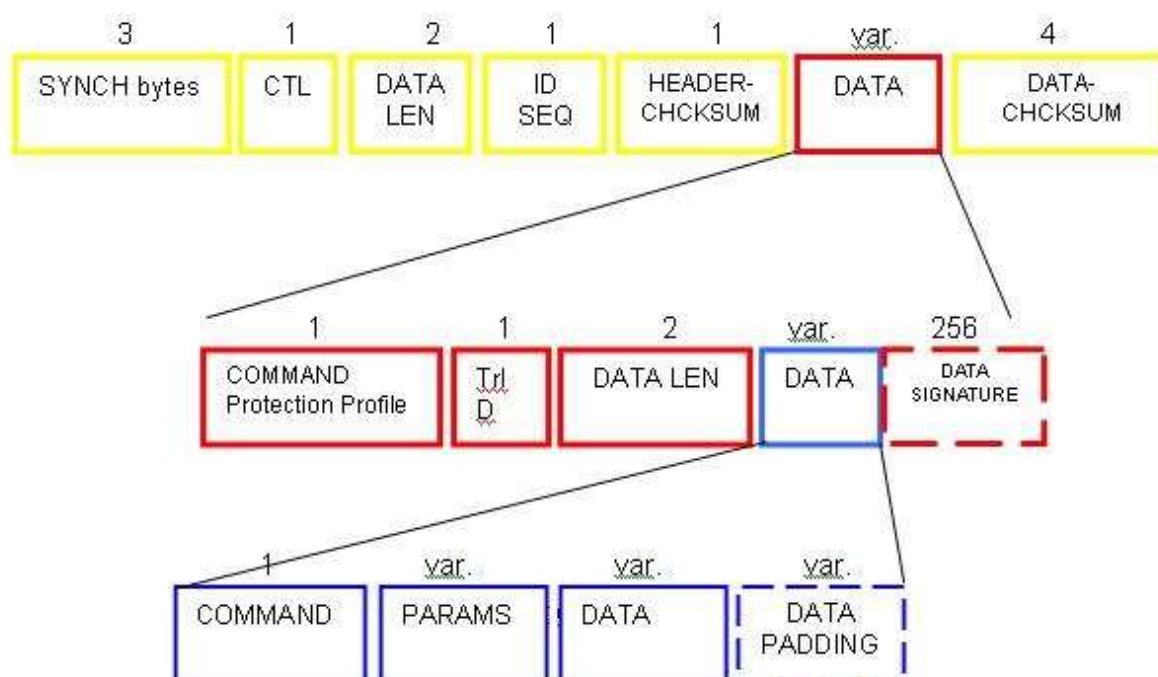 3 1 2 1 1 var. 4
SYNCH bytes CTL DATA LEN ID SEQ HEADER-CHCKSUM DATA DATA-CHCKSUM
1 1 2 var. 256
COMMAND Protection Profile TrI D DATA LEN DATA DATA SIGNATURE
1 var. var. var.
COMMAND PARAMS DATA DATA PADDING